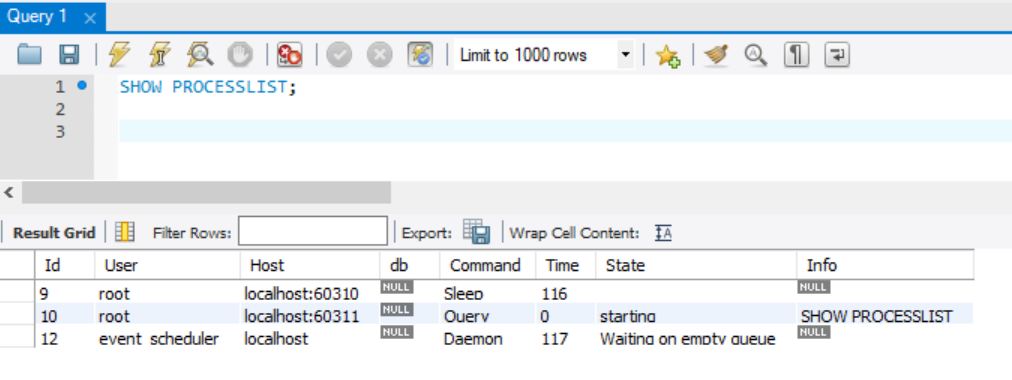 Query 1
Limit to 1000 rows
1 SHOW PROCESSLIST;
2
3
Result Grid Filter Rows: Export: Wrap Cell Content:
Id User Host db Command Time State Info
9 root localhost:60310 NULL Sleep 116 NULL
10 root localhost:60311 NULL Query 0 starting SHOW PROCESSLIST
12 event_scheduler localhost NULL Daemon 117 Waiting on empty queue NULL